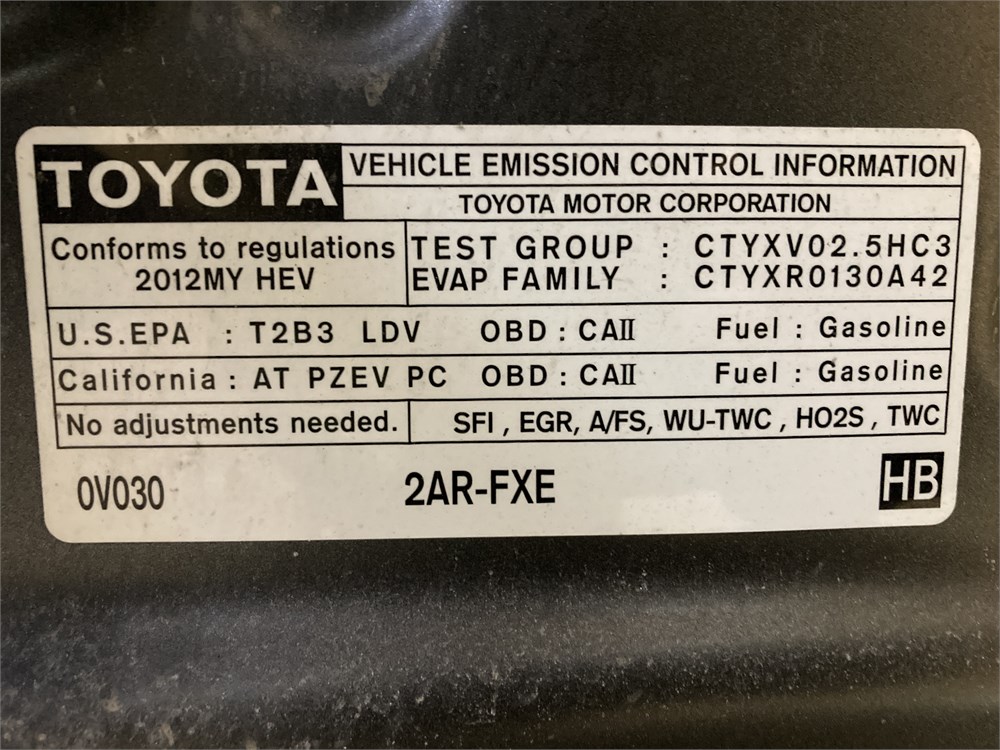 TOYOTA
VEHICLE EMISSION CONTROL INFORMATION
TOYOTA MOTOR CORPORATION
Conforms to regulations
2012MY HEV
TEST GROUP : CTYXV02.5HC3
EVAP FAMILY : CTYXR0130A42
U.S.EPA : T2B3 LDV OBD : CAII Fuel : Gasoline
California : AT PZEV PC OBD : CAII Fuel : Gasoline
No adjustments needed. SFI , EGR, A/FS, WU-TWC , HO2S , TWC
0V030 2AR-FXE HB